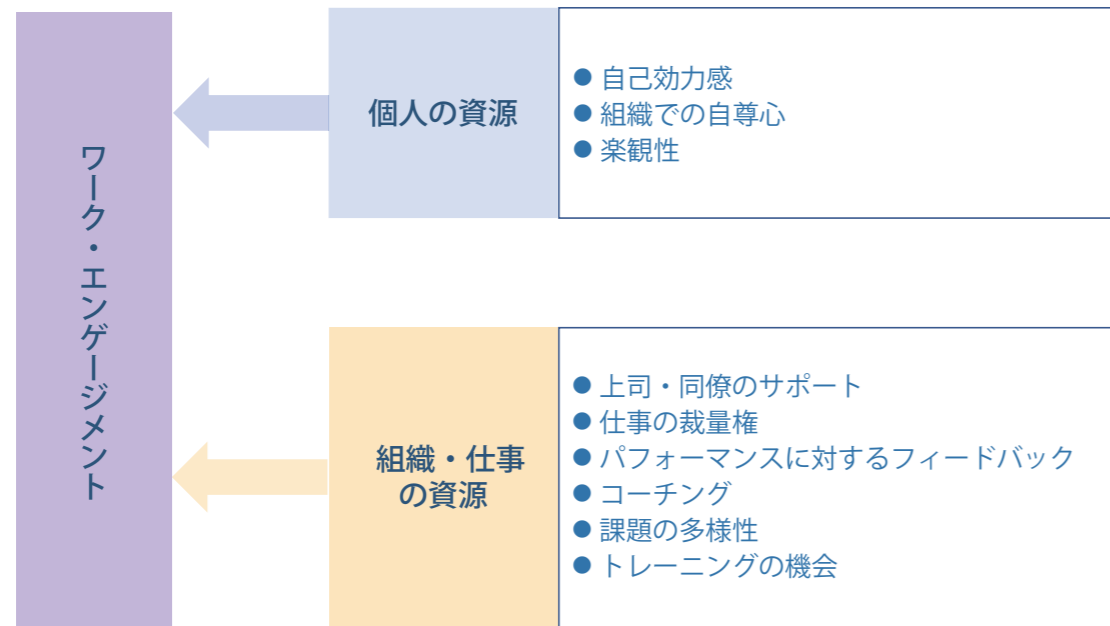 ワーク・エンゲージメント
個人の資源
● 自己効力感
● 組織での自尊心
● 楽観性
組織・仕事
の資源
● 上司・同僚のサポート
● 仕事の裁量権
● パフォーマンスに対するフィードバック
● コーチング
● 課題の多様性
● トレーニングの機会